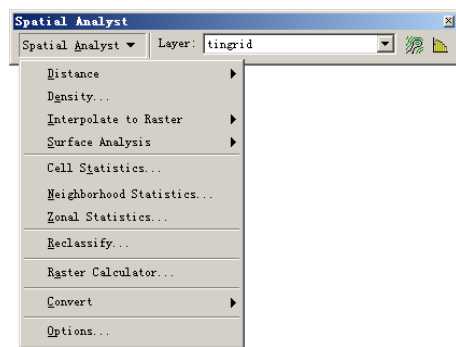 Spatial Analyst
Spatial Analyst Layer: tingrid
Distance
Density...
Interpolate to Raster
Surface Analysis
Cell Statistics...
Neighborhood Statistics...
Zonal Statistics...
Reclassify...
Raster Calculator...
Convert
Options...